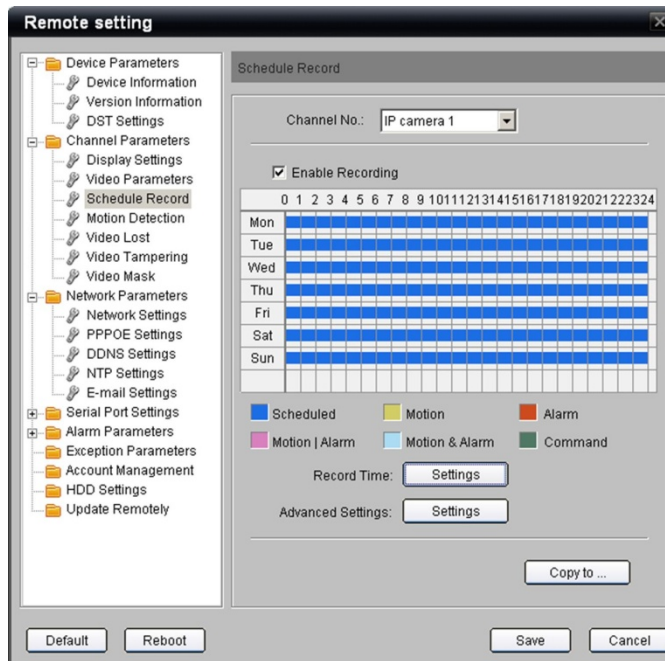 Remote setting
Device Parameters
Device Information
Version Information
DST Settings
Channel Parameters
Display Settings
Video Parameters
Schedule Record
Motion Detection
Video Lost
Video Tampering
Video Mask
Network Parameters
Network Settings
PPPOE Settings
DDNS Settings
NTP Settings
E-mail Settings
Serial Port Settings
Alarm Parameters
Exception Parameters
Account Management
HDD Settings
Update Remotely
Schedule Record
Channel No.: IP camera 1
Enable Recording
0 1 2 3 4 5 6 7 8 9 10 11 12 13 14 15 16 17 18 19 20 21 22 23 24
Mon
Tue
Wed
Thu
Fri
Sat
Sun
Scheduled Motion Alarm
Motion | Alarm Motion & Alarm Command
Record Time: Settings
Advanced Settings: Settings
Copy to ...
Default Reboot Save Cancel